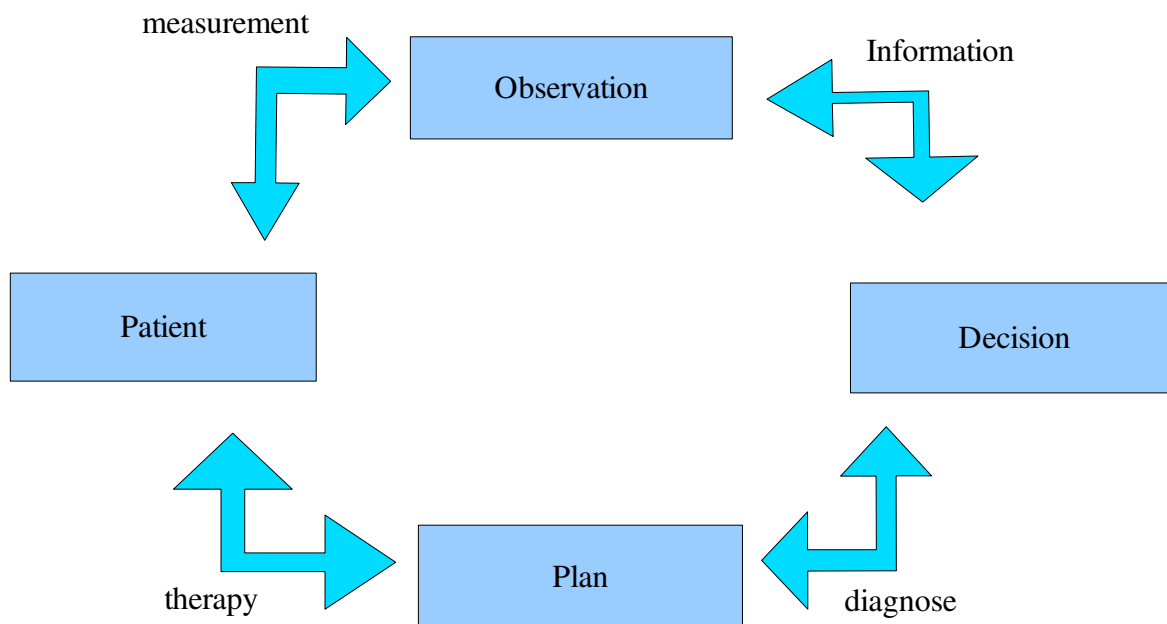 measurement
Observation
Information
Patient
Decision
Plan
therapy
diagnose